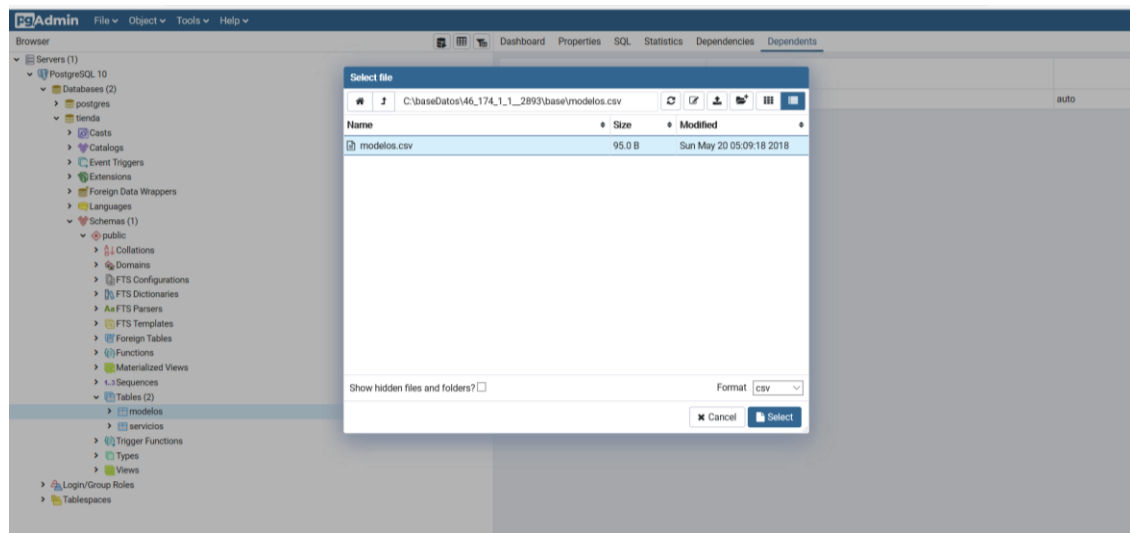 pgAdmin File Object Tools Help
Browser Dashboard Properties SQL Statistics Dependencies Dependents
Servers (1)
PostgreSQL 10
Databases (2)
postgres
tienda
Casts
Catalogs
Event Triggers
Extensions
Foreign Data Wrappers
Languages
Schemas (1)
public
Collations
Domains
FTS Configurations
FTS Dictionaries
FTS Parsers
FTS Templates
Foreign Tables
Functions
Materialized Views
Sequences
Tables (2)
modelos
servicios
Trigger Functions
Types
Views
Login/Group Roles
Tablespaces
Select file
C:\baseDatos\46_174_1_1__2893\base\modelos.csv
Name Size Modified
modelos.csv 95.0 B Sun May 20 05:09:18 2018
Show hidden files and folders? Format csv
Cancel Select
auto